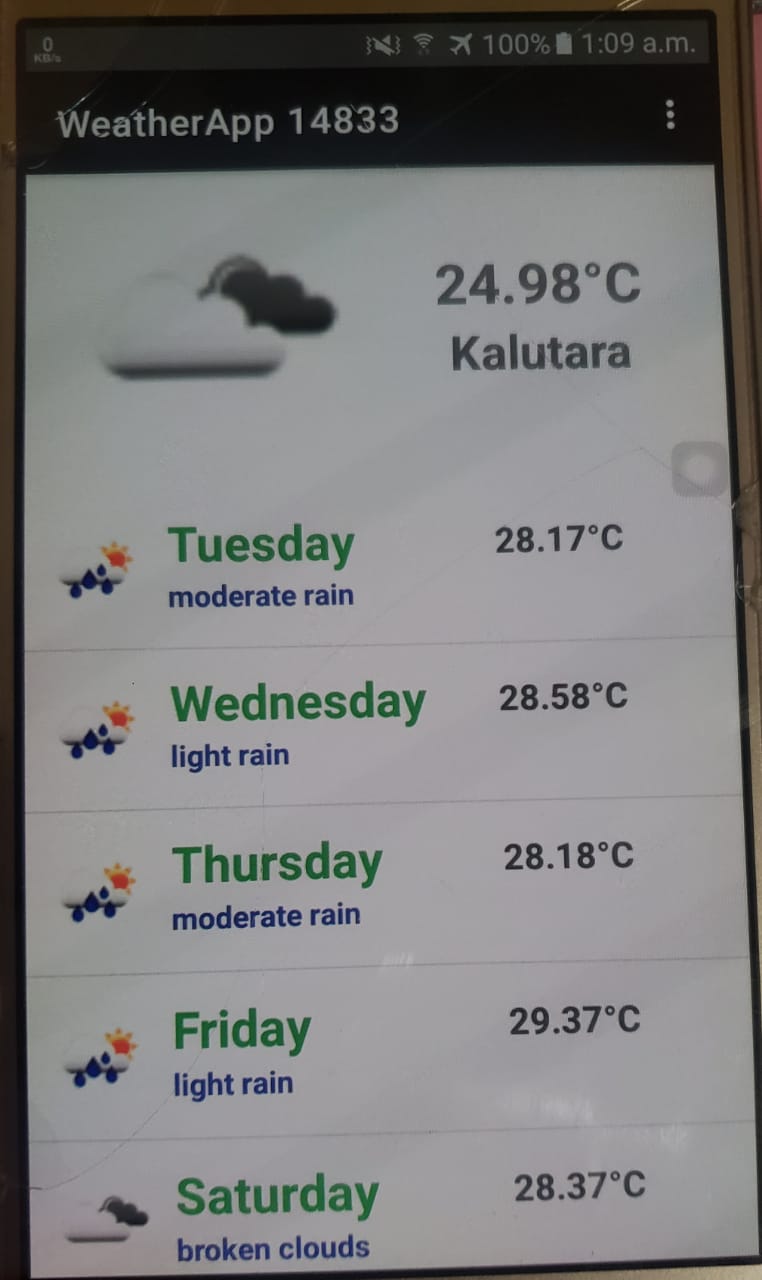 0
KB/s
100% 1:09 a.m.
WeatherApp 14833
24.98°C
Kalutara
Tuesday 28.17°C
moderate rain
Wednesday 28.58°C
light rain
Thursday 28.18°C
moderate rain
Friday 29.37°C
light rain
Saturday 28.37°C
broken clouds